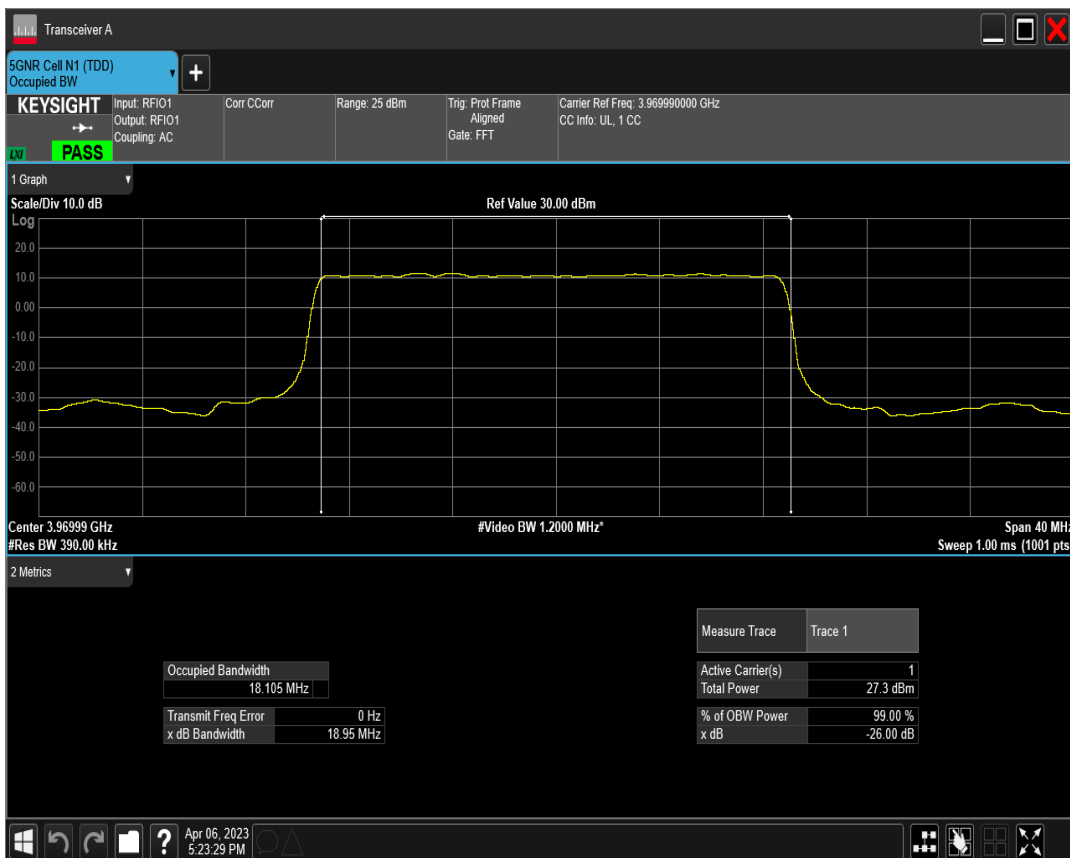 Transceiver A
5GNR Cell N1 (TDD)
Occupied BW
+
KEYSIGHT
LXI
PASS
Input: RFIO1
Output: RFIO1
Coupling: AC
Corr CCorr
Range: 25 dBm
Trig: Prot Frame
Aligned
Gate: FFT
Carrier Ref Freq: 3.969990000 GHz
CC Info: UL, 1 CC
1 Graph
Scale/Div 10.0 dB
Ref Value 30.00 dBm
Log
20.0
10.0
0.00
-10.0
-20.0
-30.0
-40.0
-50.0
-60.0
Center 3.96999 GHz
#Video BW 1.2000 MHz*
Span 40 MHz
#Res BW 390.00 kHz
Sweep 1.00 ms (1001 pts
2 Metrics
Measure Trace Trace 1
Occupied Bandwidth
18.105 MHz
Active Carrier(s) 1
Total Power 27.3 dBm
Transmit Freq Error 0 Hz
x dB Bandwidth 18.95 MHz
% of OBW Power 99.00 %
x dB -26.00 dB
?
Apr 06, 2023
5:23:29 PM